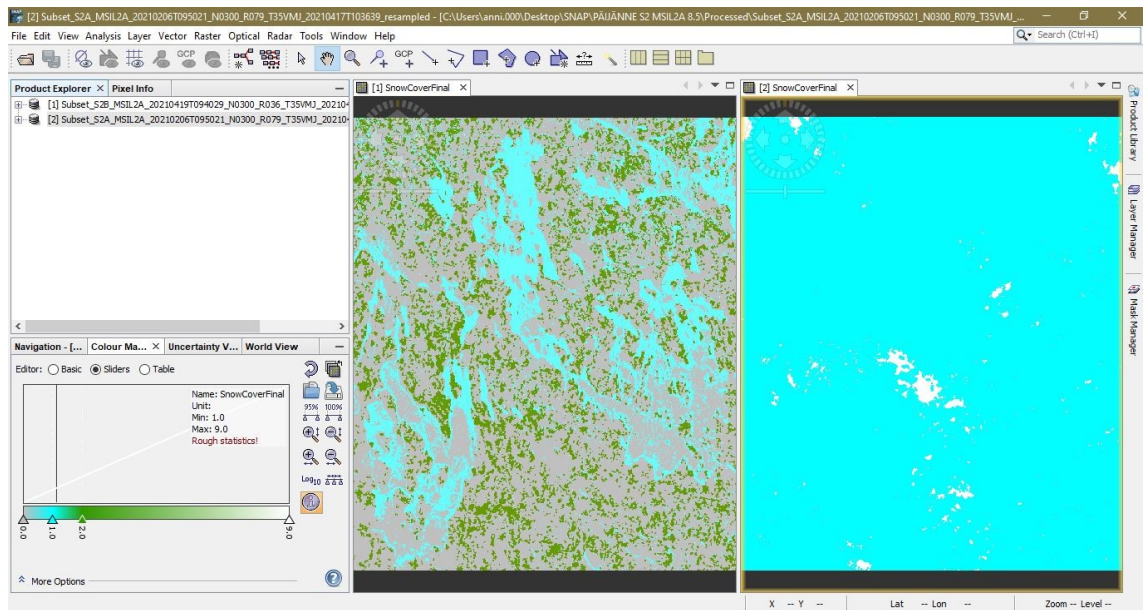 [2] Subset_S2A_MSIL2A_20210206T095021_N0300_R079_T35VMJ_20210417T103639_resampled - [C:\Users\anni.000\Desktop\SNAP\PÄIJÄNNE S2 MSIL2A 8.5\Processed\Subset_S2A_MSIL2A_20210206T095021_N0300_R079_T35VMJ_...
File Edit View Analysis Layer Vector Raster Optical Radar Tools Window Help
Search (Ctrl+I)
GCP GCP
Product Explorer Pixel Info
[1] SnowCoverFinal
[2] SnowCoverFinal
[1] Subset_S2B_MSIL2A_20210419T094029_N0300_R036_T35VMJ_20210
[2] Subset_S2A_MSIL2A_20210206T095021_N0300_R079_T35VMJ_20210
Product Library
Layer Manager
Mask Manager
Navigation - [... Colour Ma... Uncertainty V... World View
Editor: Basic Sliders Table
Name: SnowCoverFinal
Unit:
Min: 1.0
Max: 9.0
Rough statistics!
95% 100%
Log10
0.0 1.0 2.0 9.0
More Options
X -- Y -- Lat -- Lon -- Zoom -- Level --